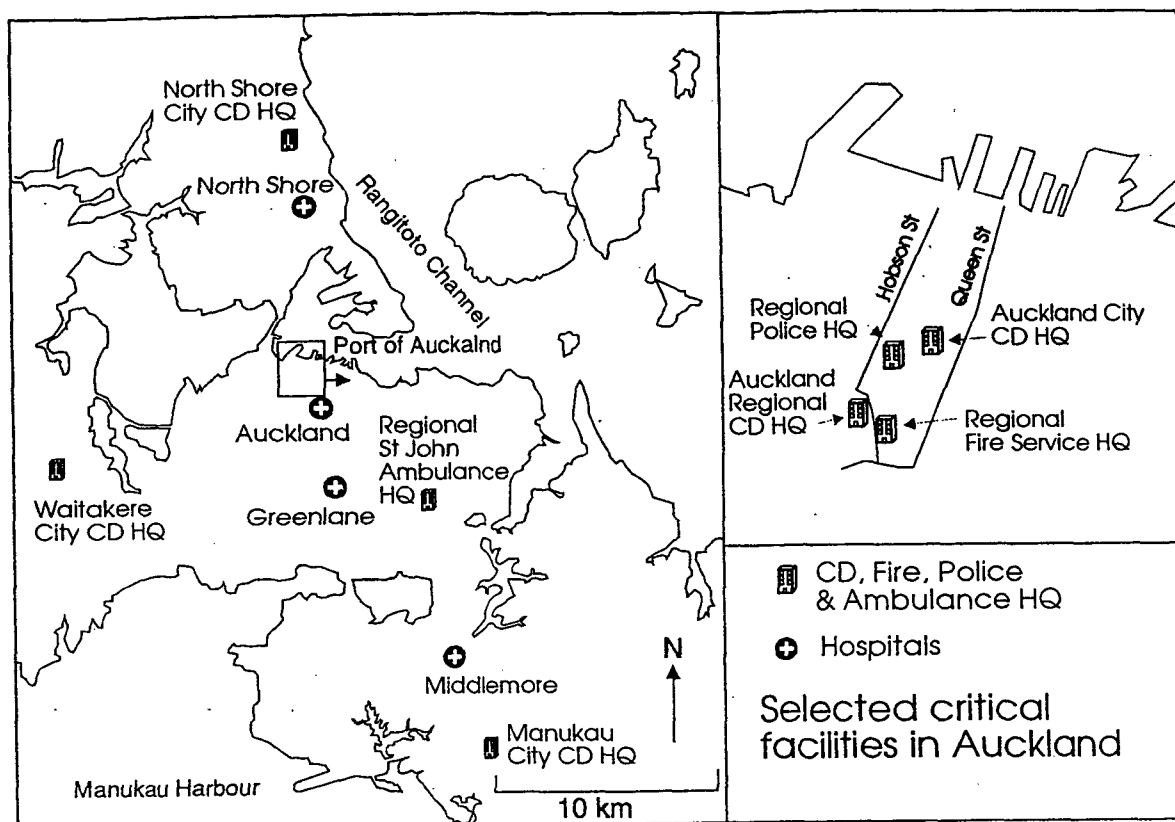 North Shore
City CD HQ
North Shore
Rangitoto Channel
Port of Auckalnd
Auckland
Regional
St John
Ambulance
HQ
Greenlane
Waitakere
City CD HQ
Middlemore
N
Manukau
City CD HQ
Manukau Harbour
10 km
Hobson St
Queen St
Regional
Police HQ
Auckland City
CD HQ
Auckland
Regional
CD HQ
Regional
Fire Service HQ
CD, Fire, Police
& Ambulance HQ
Hospitals
Selected critical
facilities in Auckland